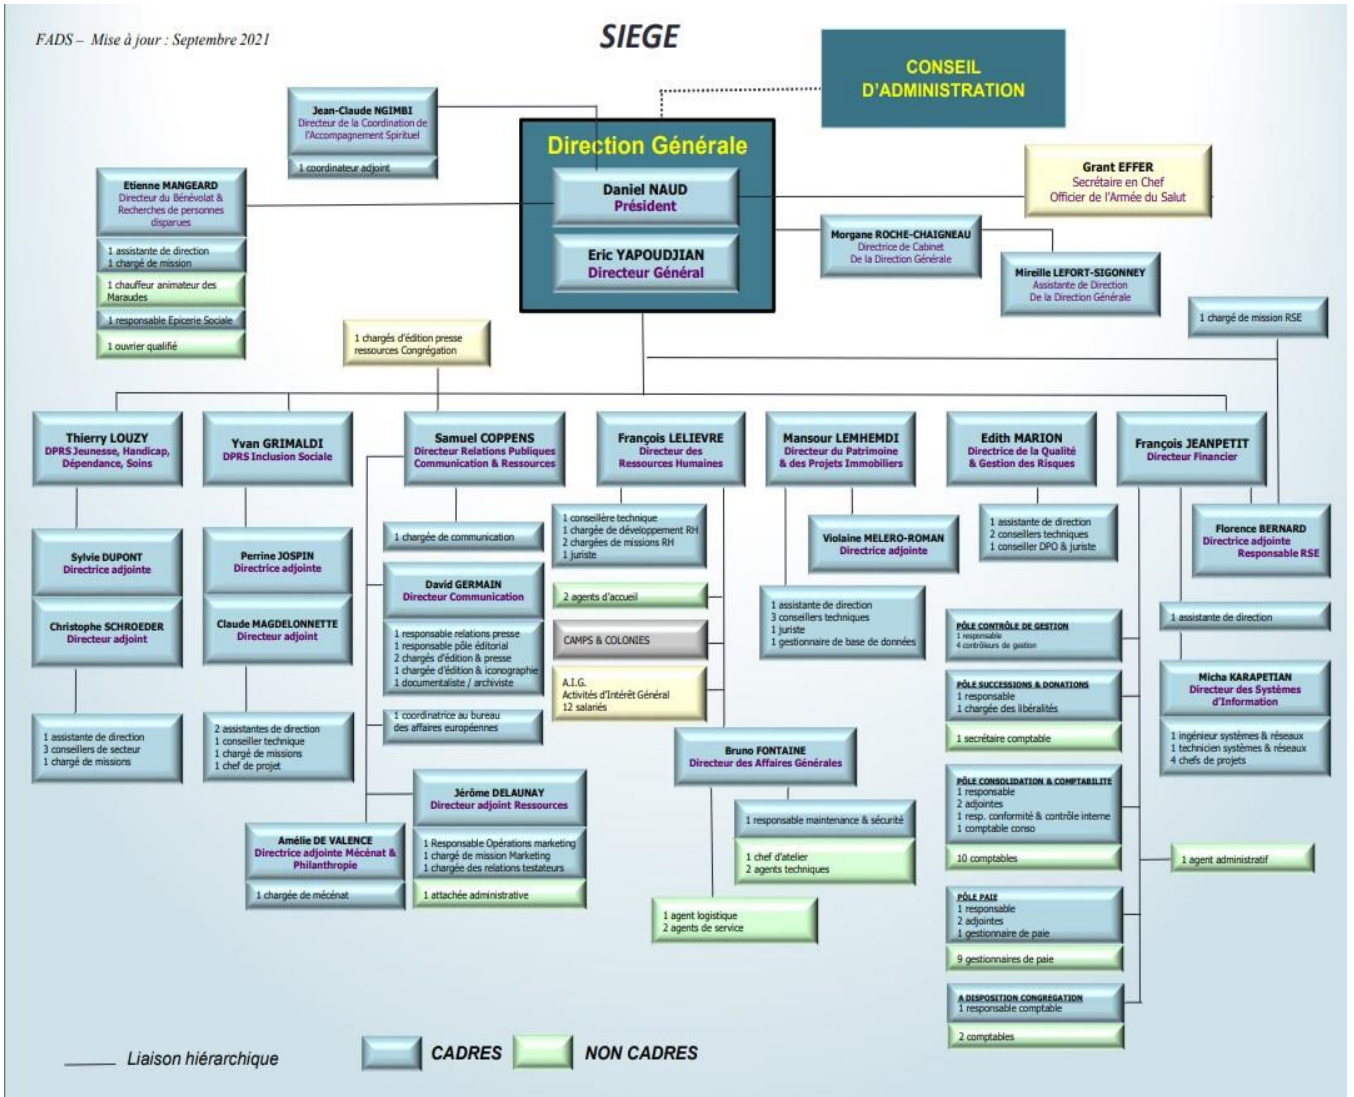 FADS – Mise à jour : Septembre 2021
SIEGE
CONSEIL
D'ADMINISTRATION
Jean-Claude NGIMBI
Directeur de la Coordination de
l'Accompagnement Spirituel
1 coordinateur adjoint
Direction Générale
Daniel NAUD
Président
Eric YAPOUDJIAN
Directeur Général
Grant EFFER
Secrétaire en Chef
Officier de l'Armée du Salut
Etienne MANGEARD
Directeur du Bénévolat &
Recherches de personnes
disparues
1 assistante de direction
1 chargé de mission
1 chauffeur animateur des
Maraudes
1 responsable Epicerie Sociale
1 ouvrier qualifié
Morgane ROCHE-CHAIGNEAU
Directrice de Cabinet
De la Direction Générale
Mireille LEFORT-SIGONNEY
Assistante de Direction
De la Direction Générale
1 chargé de mission RSE
1 chargés d'édition presse
ressources Congrégation
Thierry LOUZY
DPRS Jeunesse, Handicap,
Dépendance, Soins
Sylvie DUPONT
Directrice adjointe
Christophe SCHROEDER
Directeur adjoint
1 assistante de direction
3 conseillers de secteur
1 chargé de missions
Yvan GRIMALDI
DPRS Inclusion Sociale
Perrine JOSPIN
Directrice adjointe
Claude MAGDELONNETTE
Directeur adjoint
2 assistantes de direction
1 conseiller technique
1 chargé de missions
1 chef de projet
Samuel COPPENS
Directeur Relations Publiques
Communication & Ressources
1 chargée de communication
David GERMAIN
Directeur Communication
1 responsable relations presse
1 responsable pôle éditorial
2 chargés d'édition & presse
1 chargée d'édition & iconographie
1 documentaliste / archiviste
1 coordinatrice au bureau
des affaires européennes
Jérôme DELAUNAY
Directeur adjoint Ressources
1 Responsable Opérations marketing
1 chargé de mission Marketing
1 chargée des relations testateurs
1 attachée administrative
Amélie DE VALENCE
Directrice adjointe Mécénat &
Philanthropie
1 chargée de mécénat
François LELIEVRE
Directeur des
Ressources Humaines
1 conseillère technique
1 chargée de développement RH
2 chargées de missions RH
1 juriste
2 agents d'accueil
CAMPS & COLONIES
A.I.G.
Activités d'Intérêt Général
12 salariés
Bruno FONTAINE
Directeur des Affaires Générales
1 responsable maintenance & sécurité
1 chef d'atelier
2 agents techniques
1 agent logistique
2 agents de service
Mansour LEMHEMDI
Directeur du Patrimoine
& des Projets Immobiliers
Violaine MELERO-ROMAN
Directrice adjointe
1 assistante de direction
3 conseillers techniques
1 juriste
1 gestionnaire de base de données
Edith MARION
Directrice de la Qualité
& Gestion des Risques
1 assistante de direction
2 conseillers techniques
1 conseiller DPO & juriste
François JEANPETIT
Directeur Financier
Florence BERNARD
Directrice adjointe
Responsable RSE
1 assistante de direction
Micha KARAPETIAN
Directeur des Systèmes
d'Information
1 ingénieur systèmes & réseaux
1 technicien systèmes & réseaux
4 chefs de projets
PÔLE CONTRÔLE DE GESTION
1 responsable
4 contrôleurs de gestion
PÔLE SUCCESSIONS & DONATIONS
1 responsable
1 chargée des libéralités
1 secrétaire comptable
PÔLE CONSOLIDATION & COMPTABILITE
1 responsable
2 adjointes
1 resp. conformité & contrôle interne
1 comptable conso
10 comptables
1 agent administratif
PÔLE PAIE
1 responsable
2 adjointes
1 gestionnaire de paie
9 gestionnaires de paie
A DISPOSITION CONGREGATION
1 responsable comptable
2 comptables
Liaison hiérarchique
CADRES
NON CADRES